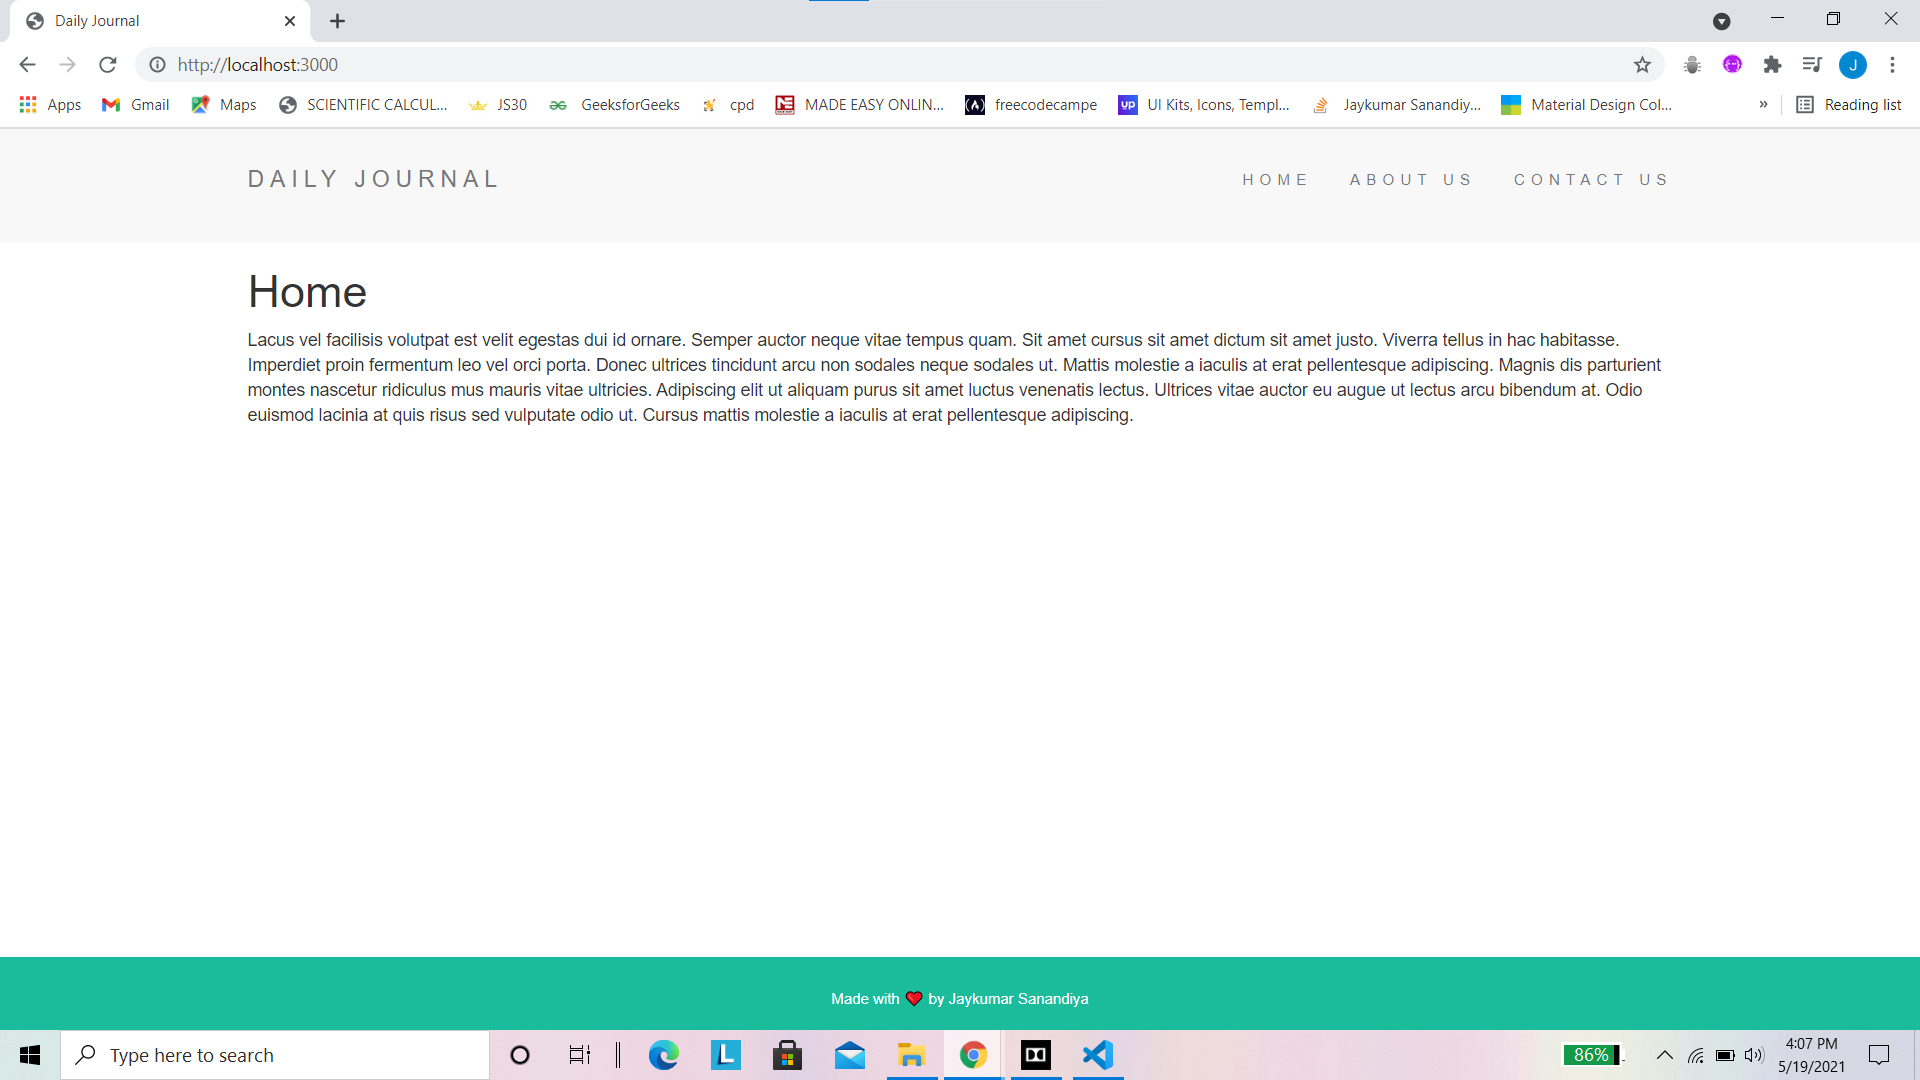 Daily Journal
http://localhost:3000
Apps Gmail Maps SCIENTIFIC CALCUL... JS30 GeeksforGeeks cpd MADE EASY ONLIN... freecodecampe UI Kits, Icons, Templ... Jaykumar Sanandiy... Material Design Col... » Reading list
DAILY JOURNAL
HOME ABOUT US CONTACT US
Home
Lacus vel facilisis volutpat est velit egestas dui id ornare. Semper auctor neque vitae tempus quam. Sit amet cursus sit amet dictum sit amet justo. Viverra tellus in hac habitasse.
Imperdiet proin fermentum leo vel orci porta. Donec ultrices tincidunt arcu non sodales neque sodales ut. Mattis molestie a iaculis at erat pellentesque adipiscing. Magnis dis parturient
montes nascetur ridiculus mus mauris vitae ultricies. Adipiscing elit ut aliquam purus sit amet luctus venenatis lectus. Ultrices vitae auctor eu augue ut lectus arcu bibendum at. Odio
euismod lacinia at quis risus sed vulputate odio ut. Cursus mattis molestie a iaculis at erat pellentesque adipiscing.
Made with ❤ by Jaykumar Sanandiya
Type here to search
86%
4:07 PM
5/19/2021